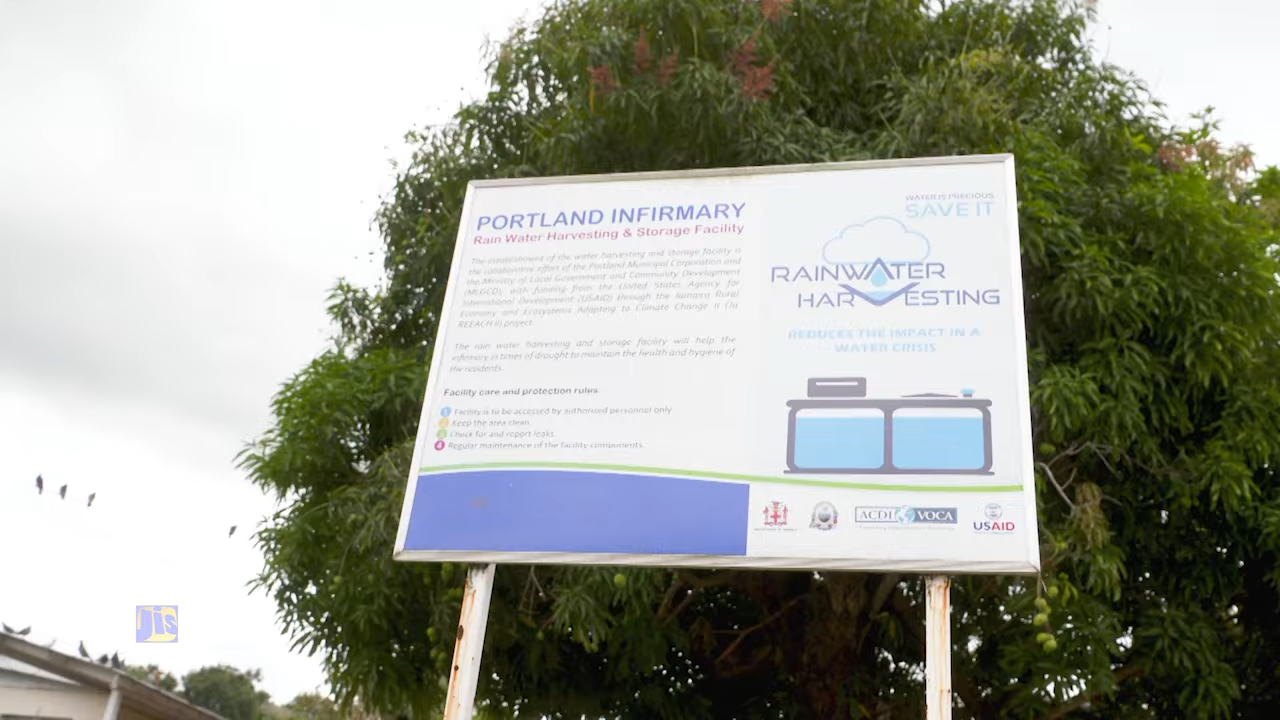 PORTLAND INFIRMARY
Rain Water Harvesting & Storage Facility
The establishment of the water harvesting and storage facility is
the collaborative effort of the Portland Municipal Corporation and
the Ministry of Local Government and Community Development
(MLGCD), with funding from the United States Agency for
International Development (USAID) through the Jamaica Rural
Economy and Ecosystems Adapting to Climate Change II (Ja
REEACH II) project.
The rain water harvesting and storage facility will help the
infirmary in times of drought to maintain the health and hygiene of
the residents.
Facility care and protection rules
1 Facility is to be accessed by authorised personnel only
2 Keep the area clean.
3 Check for and report leaks.
4 Regular maintenance of the facility components.
WATER IS PRECIOUS
SAVE IT
RAINWATER
HARVESTING
REDUCES THE IMPACT IN A
WATER CRISIS
ACDI VOCA
USAID
JIS